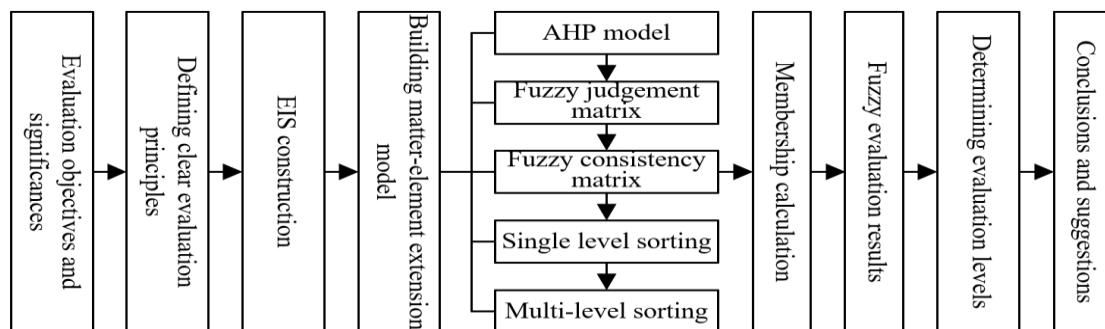 Evaluation objectives and
significances
Defining clear evaluation
principles
EIS construction
Building matter-element extension
model
AHP model
Fuzzy judgement
matrix
Fuzzy consistency
matrix
Single level sorting
Multi-level sorting
Membership calculation
Fuzzy evaluation results
Determining evaluation levels
Conclusions and suggestions